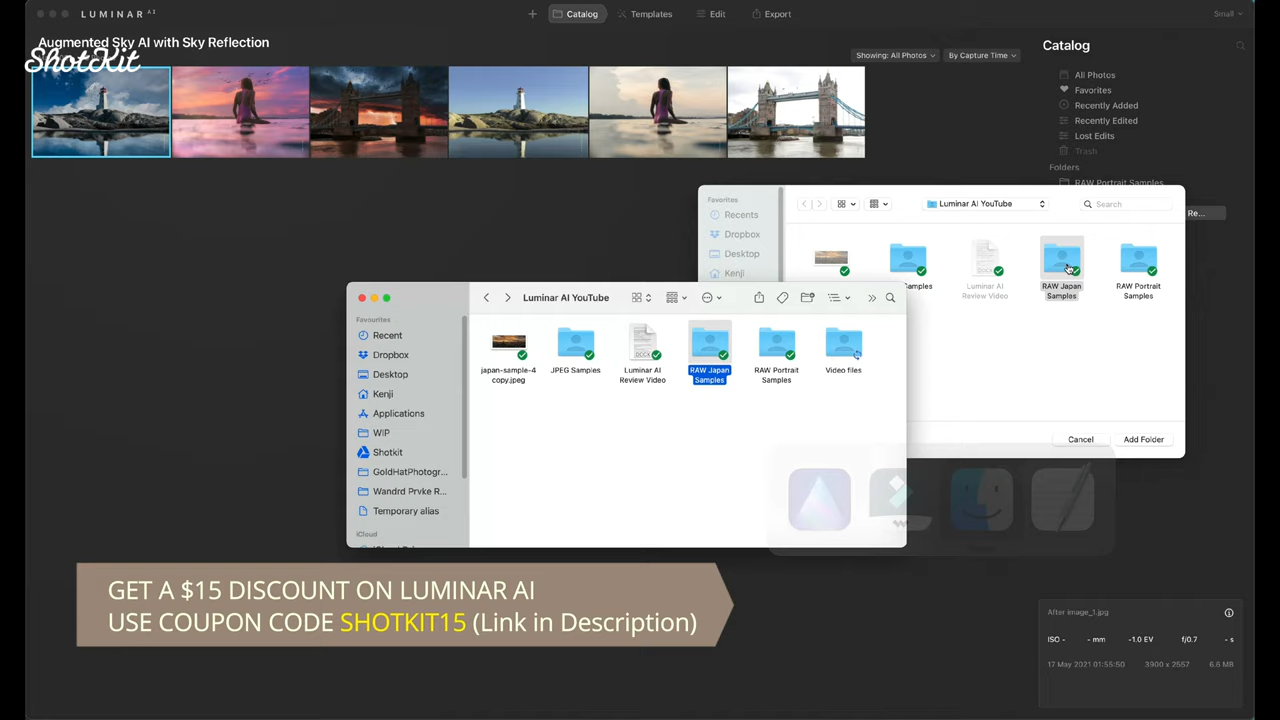 LUMINAR AI
Catalog
Templates
Edit
Export
Small
Augmented Sky AI with Sky Reflection
ShotKit
Showing: All Photos
By Capture Time
Catalog
All Photos
Favorites
Recently Added
Recently Edited
Lost Edits
Trash
Folders
RAW Portrait Samples
Re...
Favorites
Recents
Dropbox
Desktop
Kenji
Luminar AI YouTube
Search
Samples
Luminar AI
Review Video
RAW Japan
Samples
RAW Portrait
Samples
Cancel
Add Folder
Luminar AI YouTube
Favourites
Recent
Dropbox
Desktop
Kenji
Applications
WIP
Shotkit
GoldHatPhotogr...
Wandrd Prvke R...
Temporary alias
iCloud
japan-sample-4
copy.jpeg
JPEG Samples
Luminar AI
Review Video
RAW Japan
Samples
RAW Portrait
Samples
Video files
GET A $15 DISCOUNT ON LUMINAR AI
USE COUPON CODE SHOTKIT15 (Link in Description)
After image_1.jpg
ISO - - mm -1.0 EV f/0.7 - s
17 May 2021 01:55:50 3900 x 2557 6.6 MB